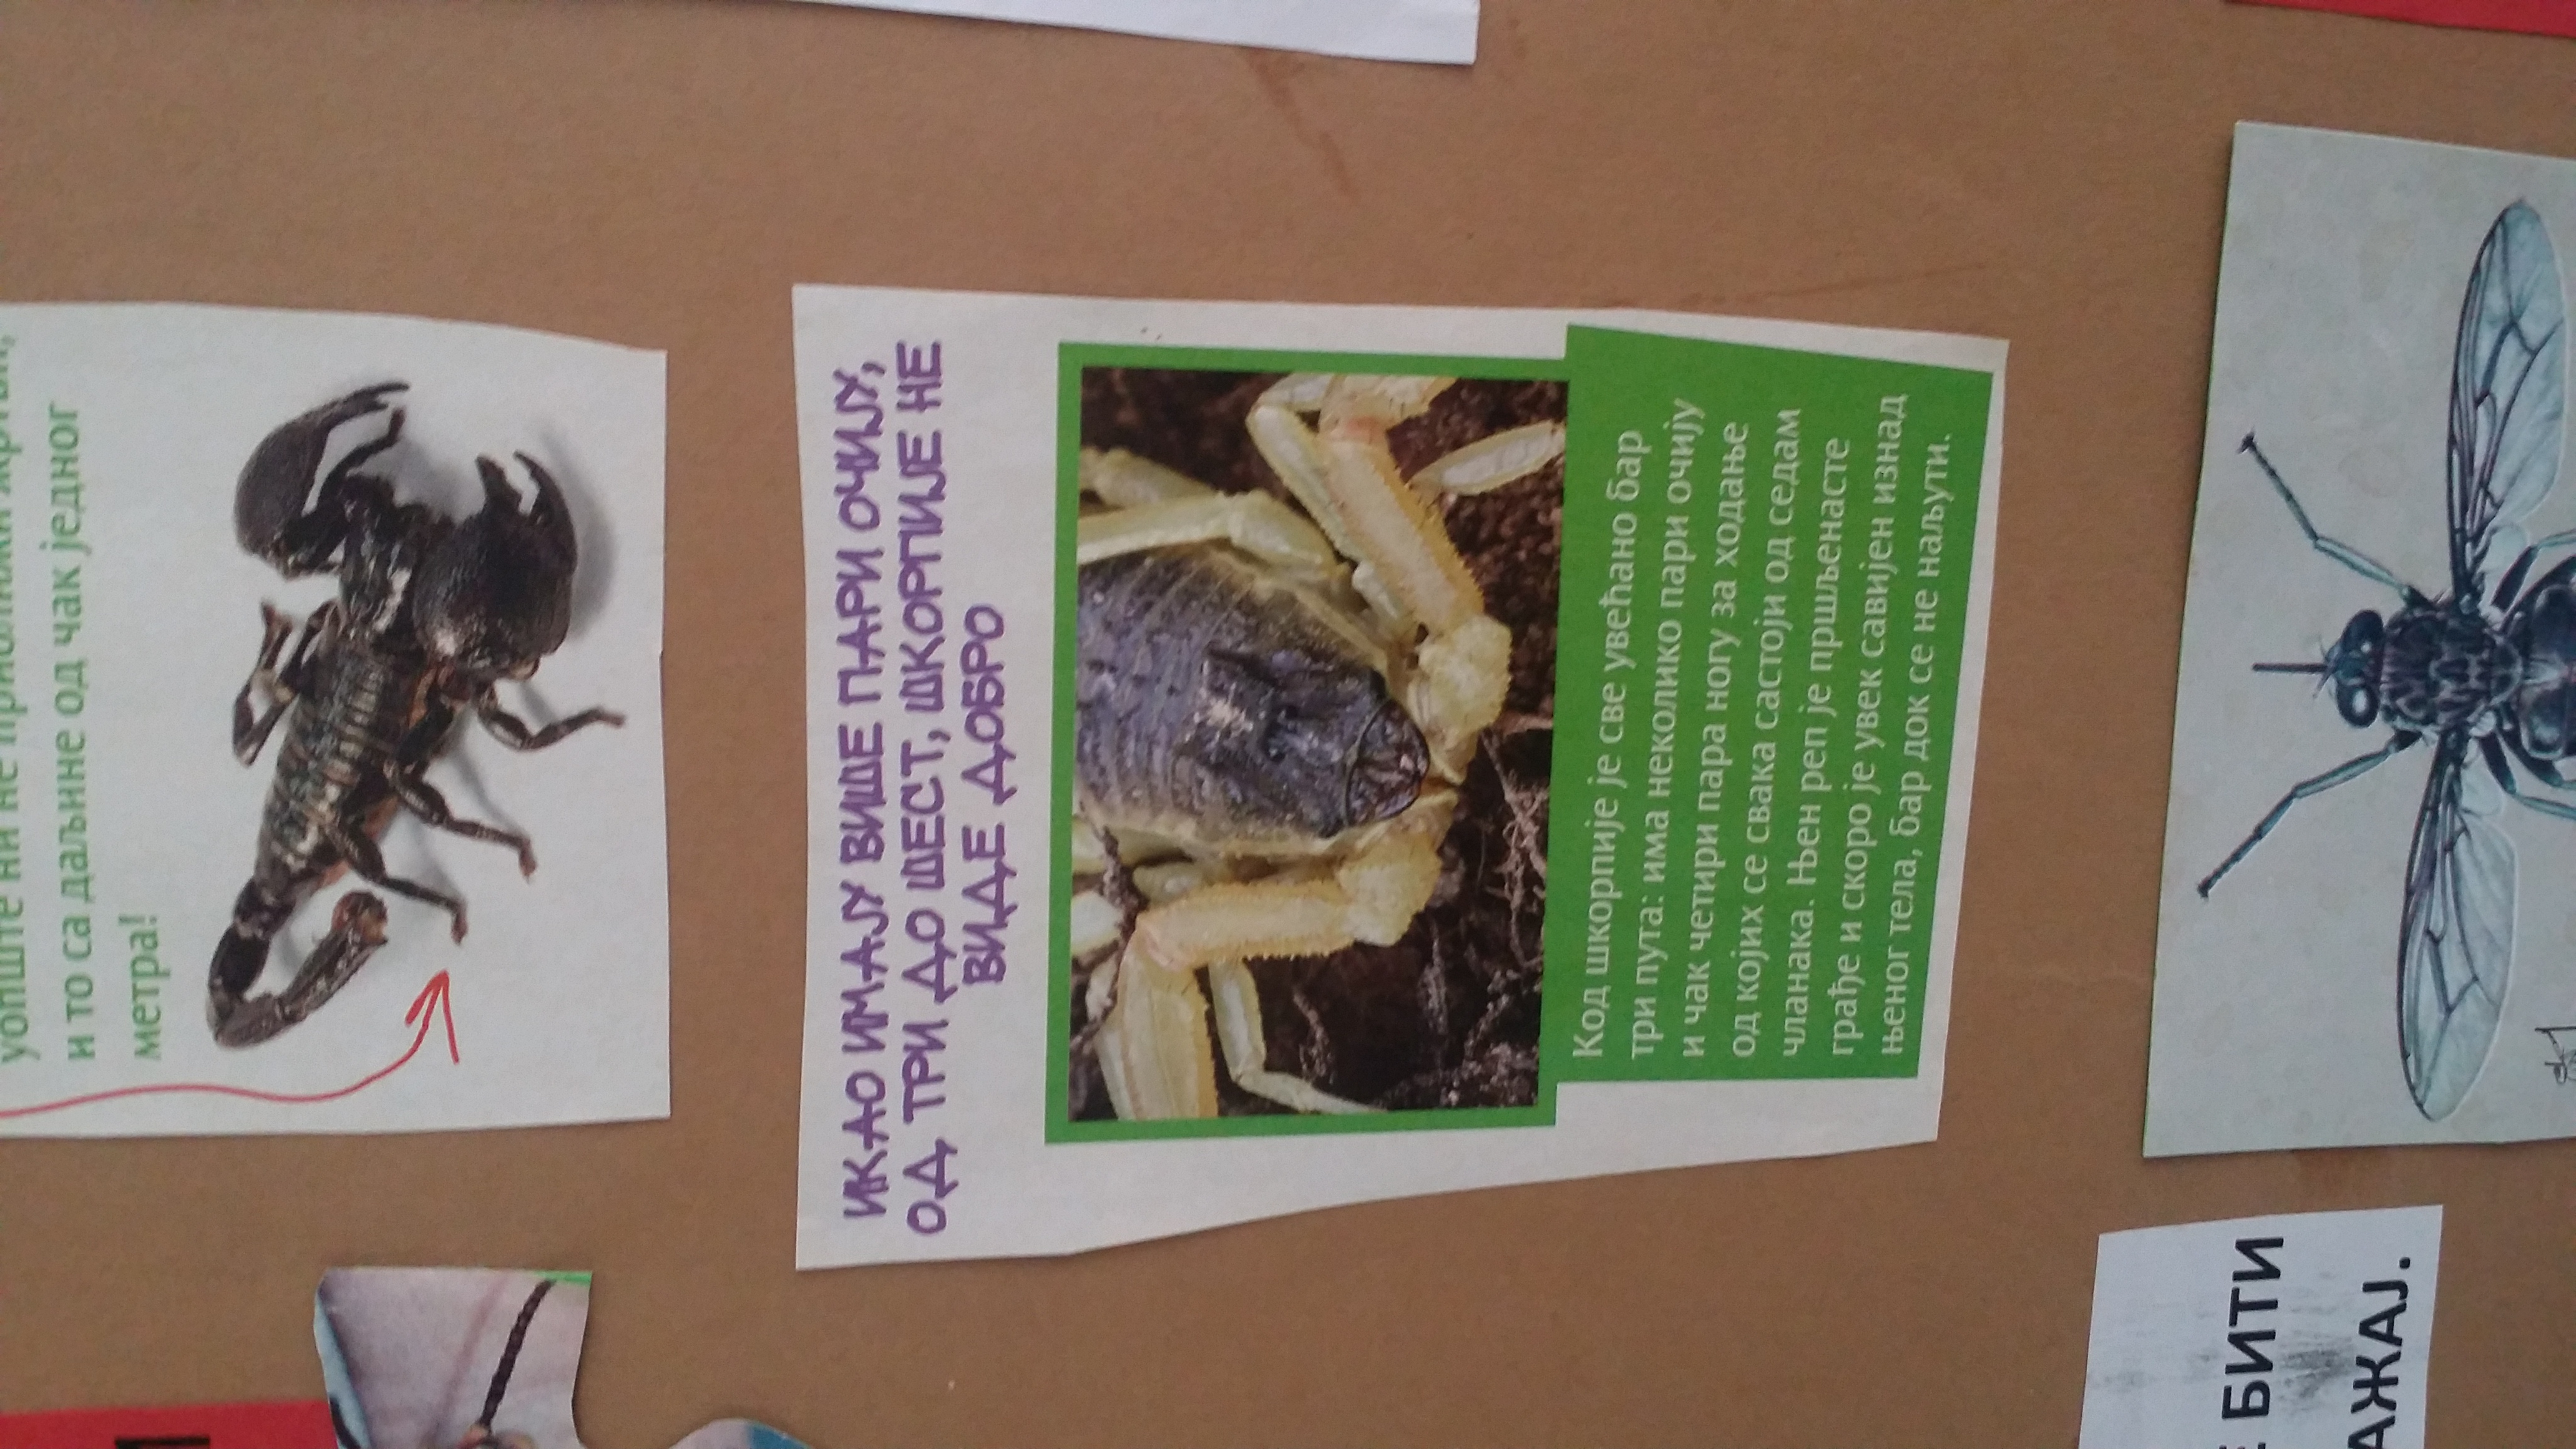 уопште ни не приближи жртви,
и то са даљине од чак једног
метра!
ИКАО ИМАЈУ ВИШЕ ПАРИ ОЧИЈУ,
ОД ТРИ ДО ШЕСТ, ШКОРПИЈЕ НЕ
ВИДЕ ДОБРО
Код шкорпије је све увећано бар
три пута: има неколико пари очију
и чак четири пара ногу за ходање
од којих се свака састоји од седам
чланака. Њен реп је пршљенасте
грађе и скоро је увек савијен изнад
њеног тела, бар док се не наљути.
БИТИ
АЖАЈ.